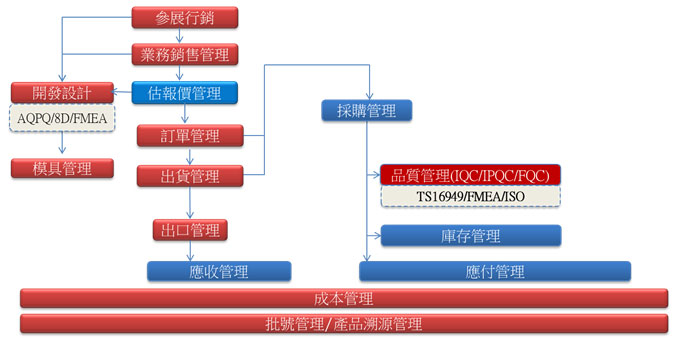 參展行銷
業務銷售管理
開發設計
估報價管理
AQPQ/8D/FMEA
採購管理
訂單管理
模具管理
出貨管理
品質管理(IQC/IPQC/FQC)
TS16949/FMEA/ISO
出口管理
庫存管理
應收管理
應付管理
成本管理
批號管理/產品溯源管理